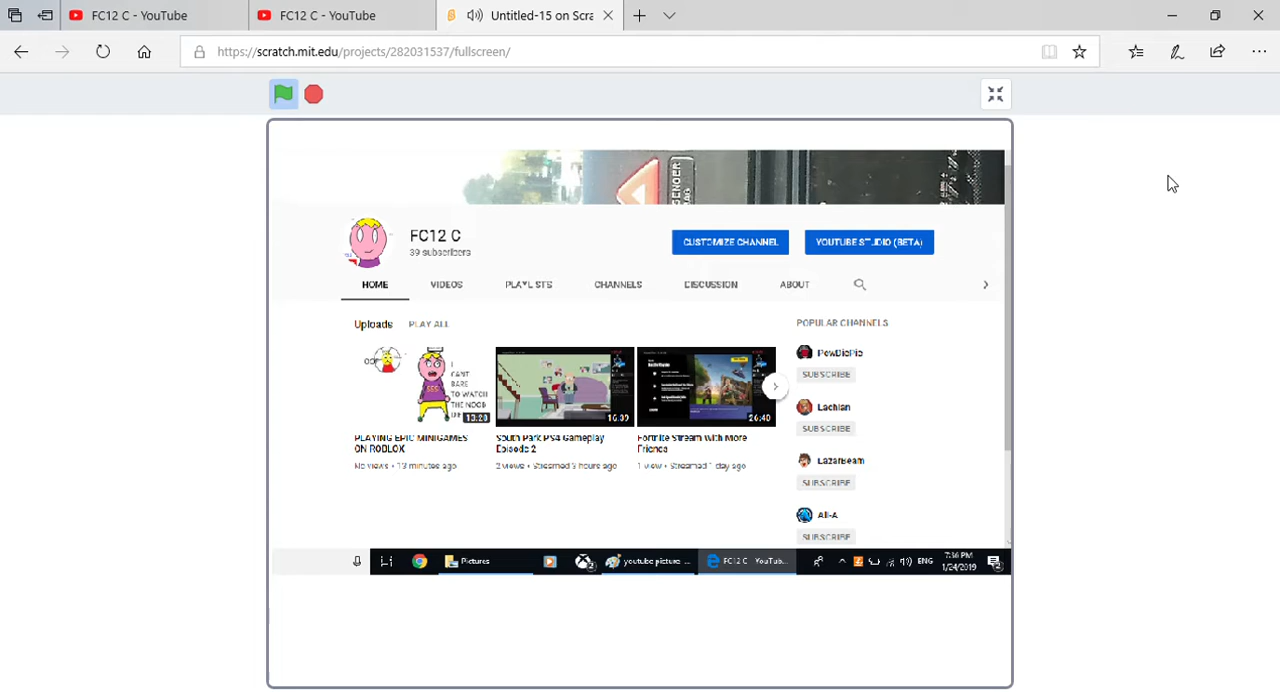 FC12 C - YouTube
FC12 C - YouTube
Untitled-15 on Scra
https://scratch.mit.edu/projects/282031537/fullscreen/
FC12 C
39 subscribers
CUSTOMIZE CHANNEL
YOUTUBE STUDIO (BETA)
HOME
VIDEOS
PLAYLISTS
CHANNELS
DISCUSSION
ABOUT
Uploads
PLAY ALL
POPULAR CHANNELS
I
CANT
BARE
TO WATCH
THE NOOB
13:20
16:39
26:40
PLAYING EPIC MINIGAMES
ON ROBLOX
No views • 13 minutes ago
South Park PS4 Gameplay
Episode 2
2 views • Streamed 3 hours ago
Fortnite Stream With More
Friends
1 view • Streamed 1 day ago
PewDiePie
SUBSCRIBE
Lachlan
SUBSCRIBE
LazarBeam
SUBSCRIBE
Ali-A
SUBSCRIBE
Pictures
youtube picture ...
FC12 C - YouTub...
ENG
7:36 PM
1/24/2019